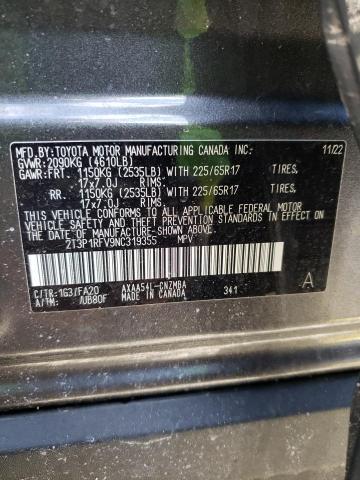 MFD.BY: TOYOTA MOTOR MANUFACTURING CANADA INC. 11/22
GVWR: 2090KG (4610LB)
GAWR: FRT. 1150KG (2535LB) WITH 225/65R17 TIRES,
17x7.0J RIMS.
RR. 1150KG (2535LB) WITH 225/65R17 TIRES,
17x7.0J RIMS.
THIS VEHICLE CONFORMS TO ALL APPLICABLE FEDERAL MOTOR
VEHICLE SAFETY AND THEFT PREVENTION STANDARDS IN
EFFECT ON THE DATE OF MANUFACTURE SHOWN ABOVE.
2T3P1RFV9NC319355 MPV
C/TR:1G3/FA20 AXAA54L-CNZMBA A
A/TM: /UB80F MADE IN CANADA 341